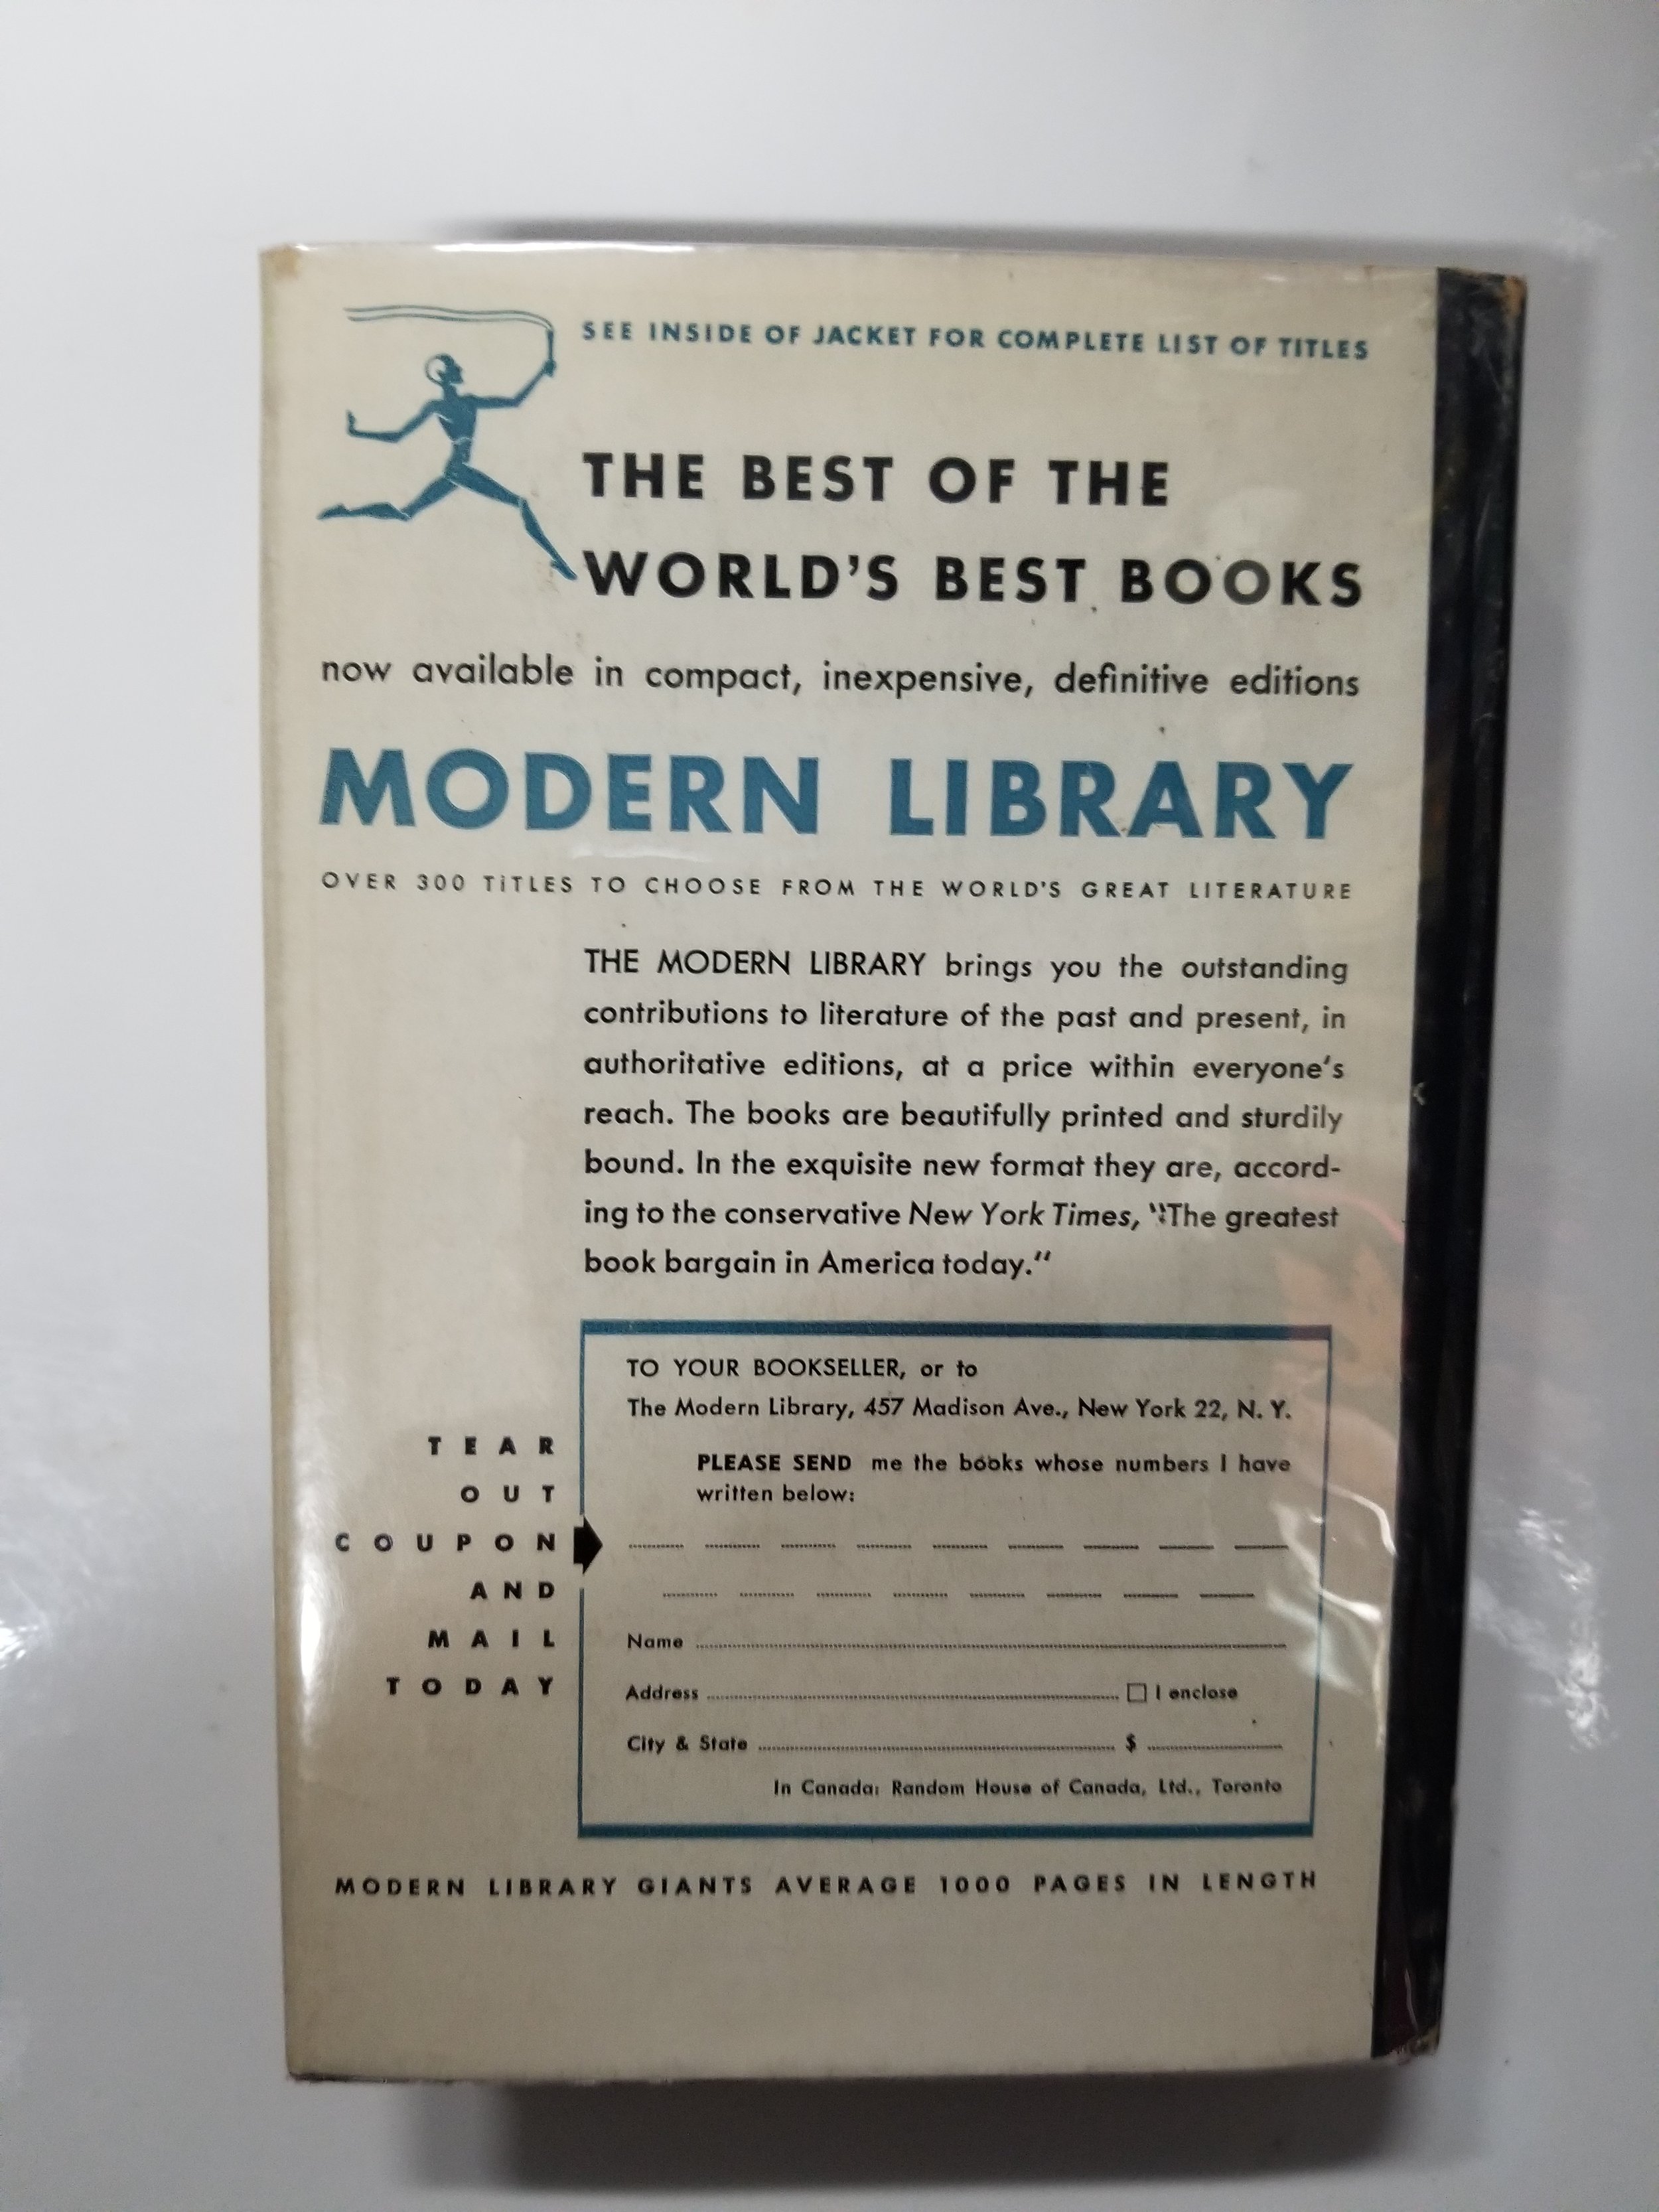 SEE INSIDE OF JACKET FOR COMPLETE LIST OF TITLES
THE BEST OF THE
WORLD'S BEST BOOKS
now available in compact, inexpensive, definitive editions
MODERN LIBRARY
OVER 300 TITLES TO CHOOSE FROM THE WORLD'S GREAT LITERATURE
THE MODERN LIBRARY brings you the outstanding
contributions to literature of the past and present, in
authoritative editions, at a price within everyone's
reach. The books are beautifully printed and sturdily
bound. In the exquisite new format they are, accord-
ing to the conservative New York Times, "The greatest
book bargain in America today."
TEAR
OUT
COUPON
AND
MAIL
TODAY
TO YOUR BOOKSELLER, or to
The Modern Library, 457 Madison Ave., New York 22, N. Y.
PLEASE SEND me the books whose numbers I have
written below:
Name
Address I enclose
City & State $
In Canada: Random House of Canada, Ltd., Toronto
MODERN LIBRARY GIANTS AVERAGE 1000 PAGES IN LENGTH